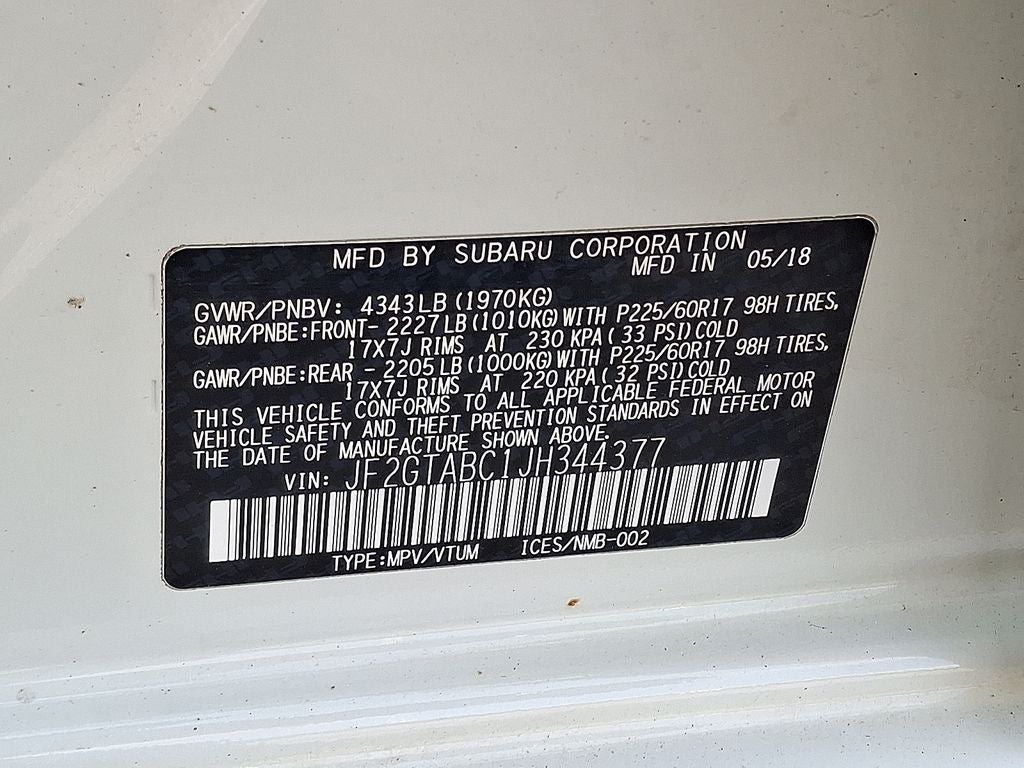 MFD BY SUBARU CORPORATION
MFD IN 05/18
GVWR/PNBV: 4343LB (1970KG)
GAWR/PNBE:FRONT- 2227LB (1010KG) WITH P225/60R17 98H TIRES,
17X7J RIMS AT 230 KPA (33 PSI) COLD
GAWR/PNBE:REAR - 2205LB (1000KG) WITH P225/60R17 98H TIRES,
17X7J RIMS AT 220 KPA (32 PSI) COLD
THIS VEHICLE CONFORMS TO ALL APPLICABLE FEDERAL MOTOR
VEHICLE SAFETY AND THEFT PREVENTION STANDARDS IN EFFECT ON
THE DATE OF MANUFACTURE SHOWN ABOVE.
VIN: JF2GTABC1JH344377
TYPE:MPV/VTUM ICES/NMB-002